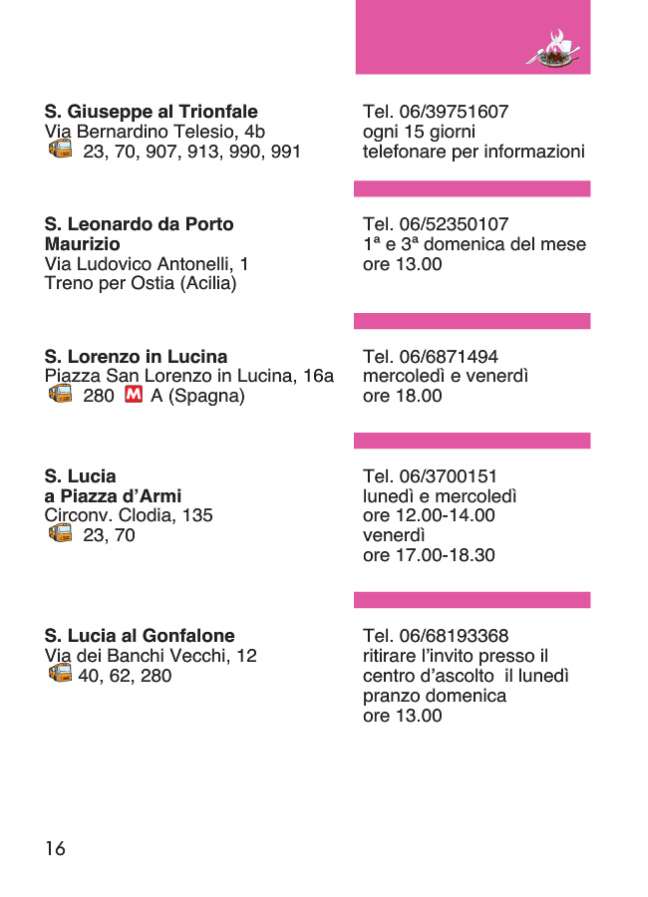 S. Giuseppe al Trionfale
Via Bernardino Telesio, 4b
23, 70, 907, 913, 990, 991
Tel. 06/39751607
ogni 15 giorni
telefonare per informazioni
S. Leonardo da Porto
Maurizio
Via Ludovico Antonelli, 1
Treno per Ostia (Acilia)
Tel. 06/52350107
1ª e 3ª domenica del mese
ore 13.00
S. Lorenzo in Lucina
Piazza San Lorenzo in Lucina, 16a
280 M A (Spagna)
Tel. 06/6871494
mercoledì e venerdì
ore 18.00
S. Lucia
a Piazza d’Armi
Circonv. Clodia, 135
23, 70
Tel. 06/3700151
lunedì e mercoledì
ore 12.00-14.00
venerdì
ore 17.00-18.30
S. Lucia al Gonfalone
Via dei Banchi Vecchi, 12
40, 62, 280
Tel. 06/68193368
ritirare l’invito presso il
centro d’ascolto il lunedì
pranzo domenica
ore 13.00
16